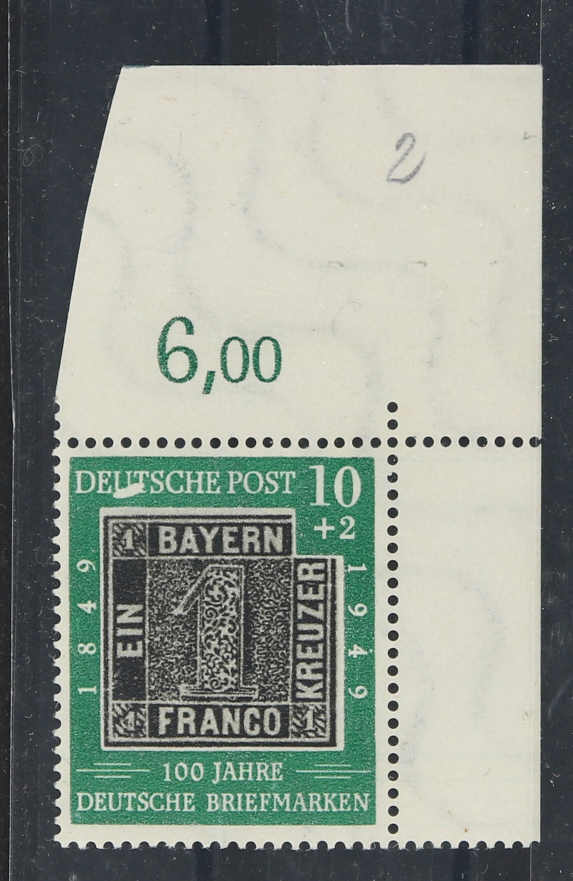 2
6,00
DEUTSCHE POST 10
+2
1849
1 BAYERN
EIN
1
KREUZER
1949
1 FRANCO 1
100 JAHRE
DEUTSCHE BRIEFMARKEN